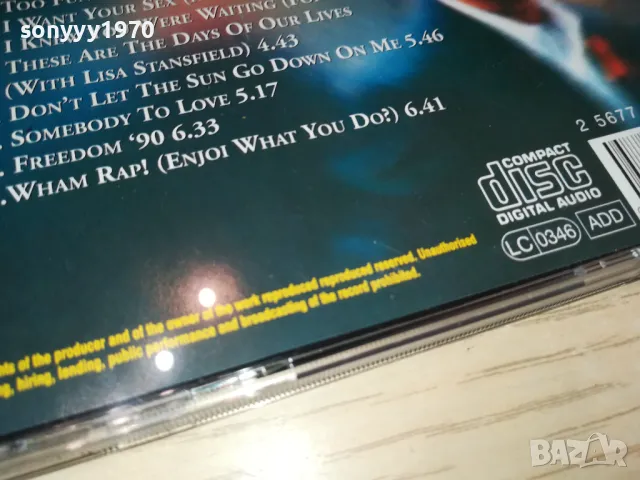 sonyyy1970
Too Fu
I Want Your Sex (
I Kne Were Waiting (Fo
These Are The Days Of Our Lives
(With Lisa Stansfield) 4.43
Don't Let The Sun Go Down On Me 5.46
Somebody To Love 5.17
Freedom '90 6.33
.Wham Rap! (Enjoi What You Do?) 6.41
2 5677
COMPACT
disc
DIGITAL AUDIO
LC 0346 ADD
hts of the producer and of the owner of the work reproduced reproduced reserved. Unauthorised
g, hiring, lending, public performance and broadcasting of the record prohibited.
BAZAR